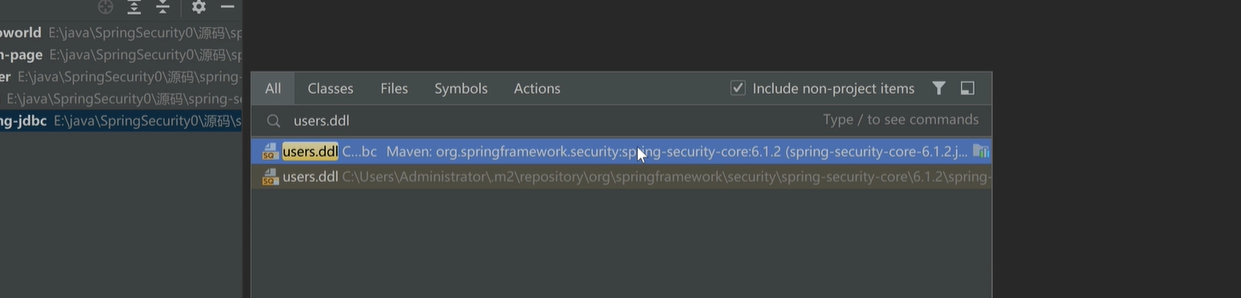 oworld E:\java\SpringSecurity0\源码\sp
n-page E:\java\SpringSecurity0\源码\sp
er E:\java\SpringSecurity0\源码\spring-
E:\java\SpringSecurity0\源码\spring-se
ng-jdbc E:\java\SpringSecurity0\源码\s
All Classes Files Symbols Actions Include non-project items
users.ddl Type / to see commands
users.ddl C...bc Maven: org.springframework.security:spring-security-core:6.1.2 (spring-security-core-6.1.2.j...
users.ddl C:\Users\Administrator\.m2\repository\org\springframework\security\spring-security-core\6.1.2\spring-